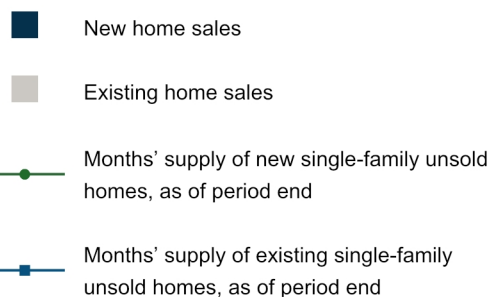 New home sales
Existing home sales
Months’ supply of new single-family unsold
homes, as of period end
Months’ supply of existing single-family
unsold homes, as of period end